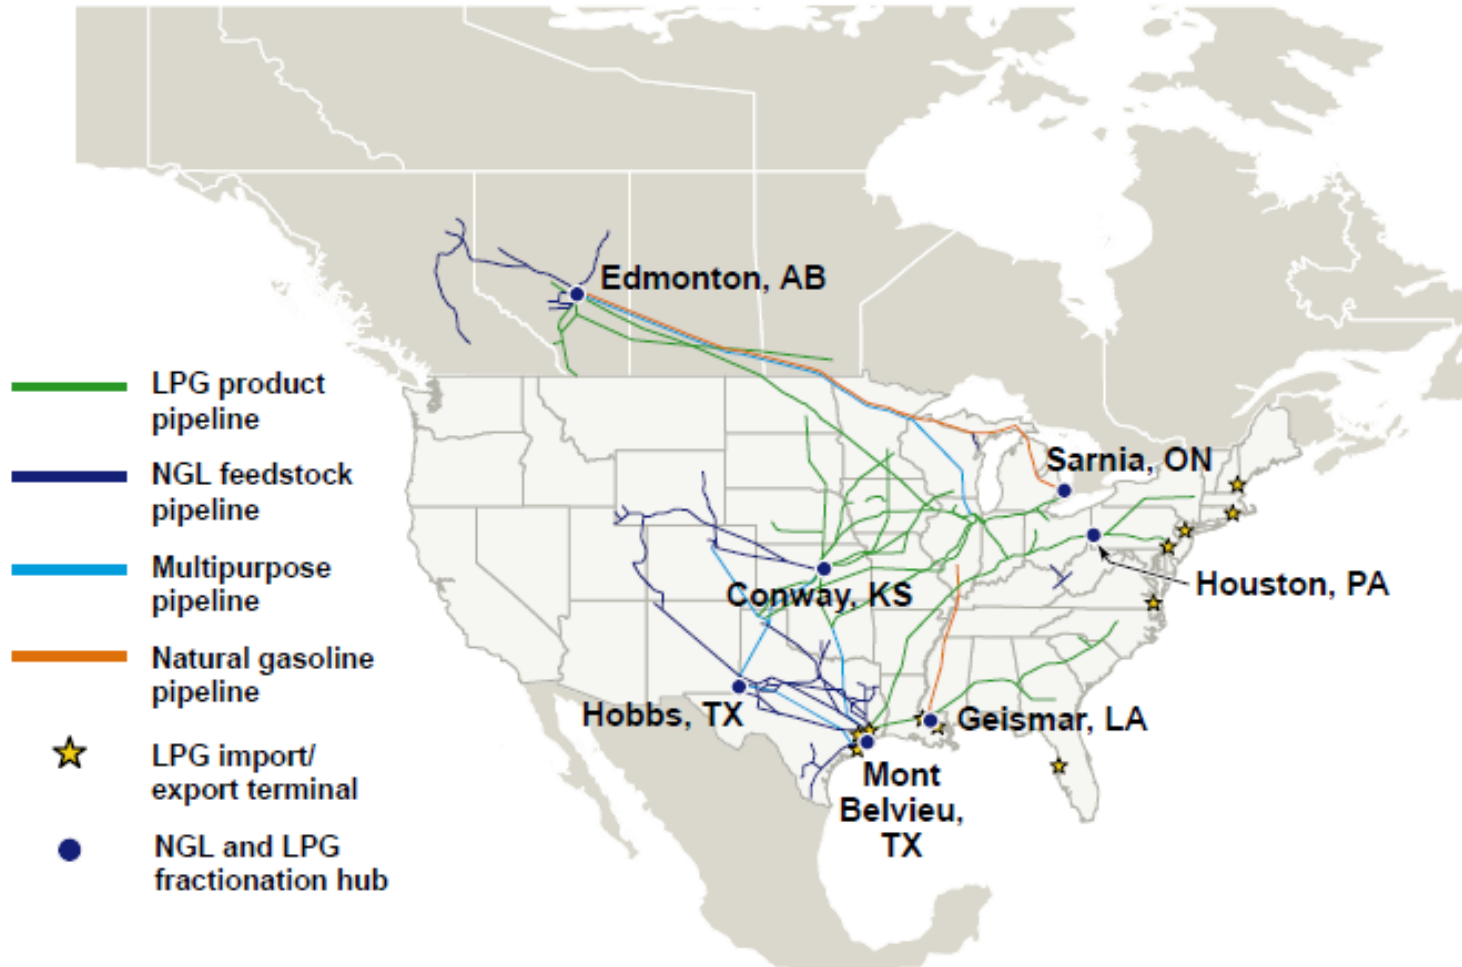 Edmonton, AB
LPG product
pipeline
NGL feedstock
pipeline
Multipurpose
pipeline
Natural gasoline
pipeline
LPG import/
export terminal
NGL and LPG
fractionation hub
Sarnia, ON
Houston, PA
Conway, KS
Hobbs, TX
Geismar, LA
Mont
Belvieu,
TX